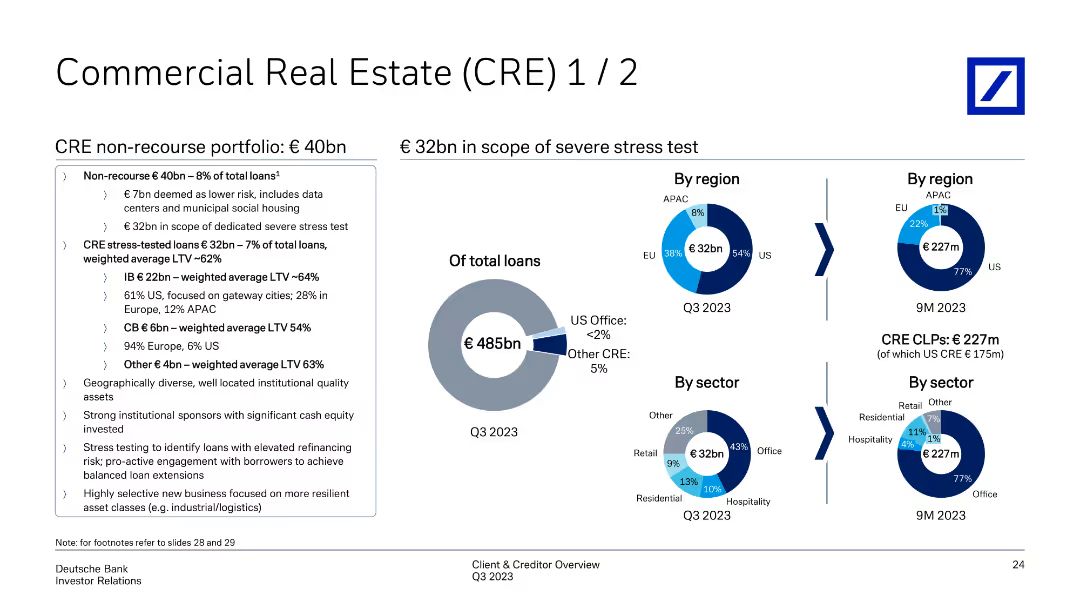 Commercial Real Estate (CRE) 1 / 2
CRE non-recourse portfolio: € 40bn
〉 Non-recourse € 40bn – 8% of total loans¹
〉 € 7bn deemed as lower risk, includes data
centers and municipal social housing
〉 € 32bn in scope of dedicated severe stress test
〉 CRE stress-tested loans € 32bn – 7% of total loans,
weighted average LTV ~62%
〉 IB € 22bn – weighted average LTV ~64%
〉 61% US, focused on gateway cities; 28% in
Europe, 12% APAC
〉 CB € 6bn – weighted average LTV 54%
〉 94% Europe, 6% US
〉 Other € 4bn – weighted average LTV 63%
〉 Geographically diverse, well located institutional quality
assets
〉 Strong institutional sponsors with significant cash equity
invested
〉 Stress testing to identify loans with elevated refinancing
risk; pro-active engagement with borrowers to achieve
balanced loan extensions
〉 Highly selective new business focused on more resilient
asset classes (e.g. industrial/logistics)
€ 32bn in scope of severe stress test
Of total loans
€ 485bn
US Office:
<2%
Other CRE:
5%
Q3 2023
By region
APAC
8%
EU
38%
€ 32bn
54%
US
Q3 2023
By region
APAC
1%
EU
22%
€ 227m
77%
US
9M 2023
CRE CLPs: € 227m
(of which US CRE € 175m)
By sector
Other
25%
43%
Retail
€ 32bn
Office
9%
13%
10%
Residential
Hospitality
Q3 2023
By sector
Retail
Other
Residential
7%
11%
Hospitality
4%
1%
€ 227m
77%
Office
9M 2023
Note: for footnotes refer to slides 28 and 29
Deutsche Bank
Investor Relations
Client & Creditor Overview
Q3 2023
24